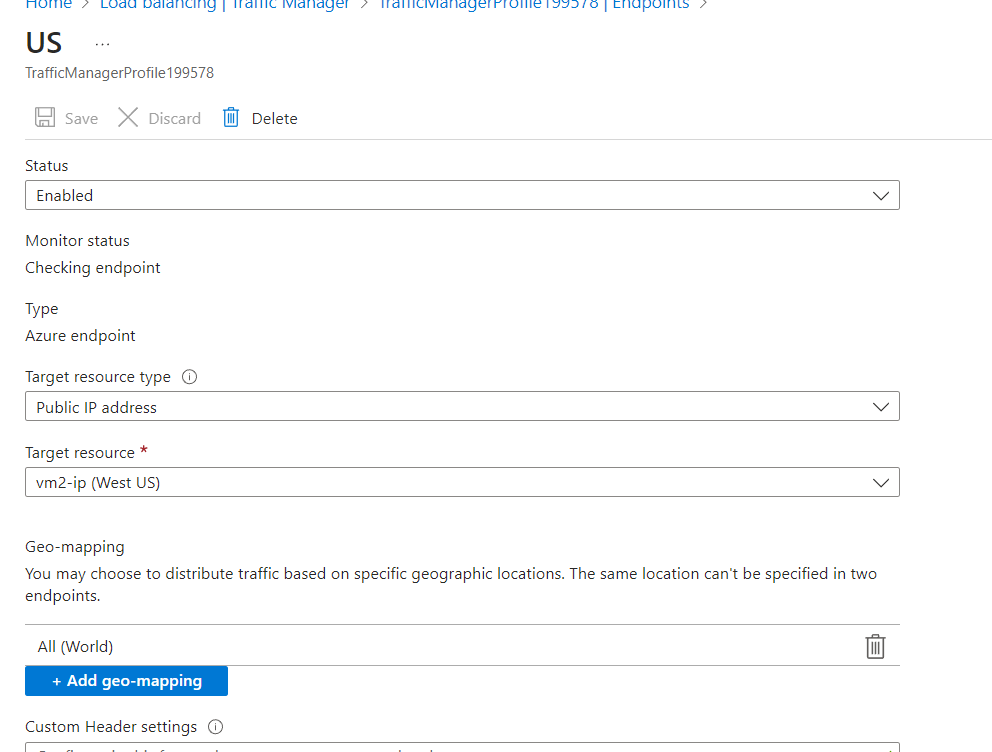 Home > Load balancing | Traffic Manager > TrafficManagerProfile199578 | Endpoints >
US ...
TrafficManagerProfile199578
Save Discard Delete
Status
Enabled
Monitor status
Checking endpoint
Type
Azure endpoint
Target resource type
Public IP address
Target resource *
vm2-ip (West US)
Geo-mapping
You may choose to distribute traffic based on specific geographic locations. The same location can't be specified in two
endpoints.
All (World)
+ Add geo-mapping
Custom Header settings